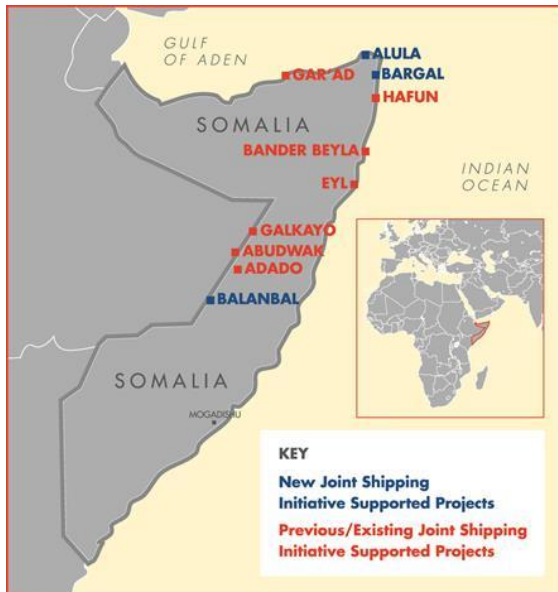 GULF
OF ADEN
ALULA
GAR'AD
BARGAL
HAFUN
SOMALIA
BANDER BEYLA
INDIAN
OCEAN
EYL
GALKAYO
ABUDWAK
ADADO
BALANBAL
SOMALIA
MOGADISHU
KEY
New Joint Shipping
Initiative Supported Projects
Previous/Existing Joint Shipping
Initiative Supported Projects